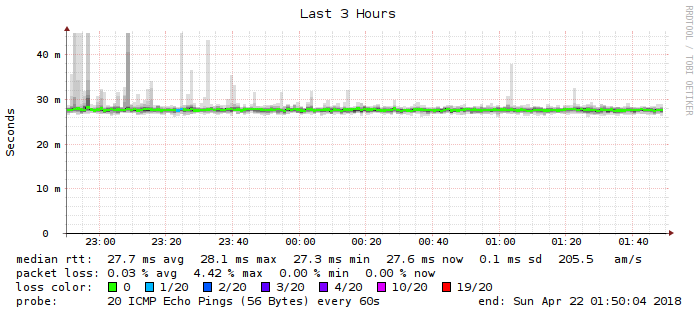 Last 3 Hours
RRDTOOL / TOBI OETIKER
Seconds
40 m
30 m
20 m
10 m
0
23:00 23:20 23:40 00:00 00:20 00:40 01:00 01:20 01:40
median rtt: 27.7 ms avg 28.1 ms max 27.3 ms min 27.6 ms now 0.1 ms sd 205.5 am/s
packet loss: 0.03 % avg 4.42 % max 0.00 % min 0.00 % now
loss color: 0 1/20 2/20 3/20 4/20 10/20 19/20
probe: 20 ICMP Echo Pings (56 Bytes) every 60s end: Sun Apr 22 01:50:04 2018